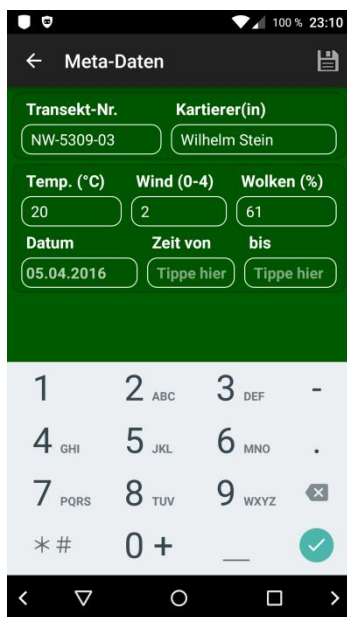 100 % 23:10
Meta-Daten
Transekt-Nr. Kartierer(in)
NW-5309-03 Wilhelm Stein
Temp. (°C) Wind (0-4) Wolken (%)
20 2 61
Datum Zeit von bis
05.04.2016 Tippe hier Tippe hier
1 2 ABC 3 DEF -
4 GHI 5 JKL 6 MNO .
7 PQRS 8 TUV 9 WXYZ
*# 0 + _